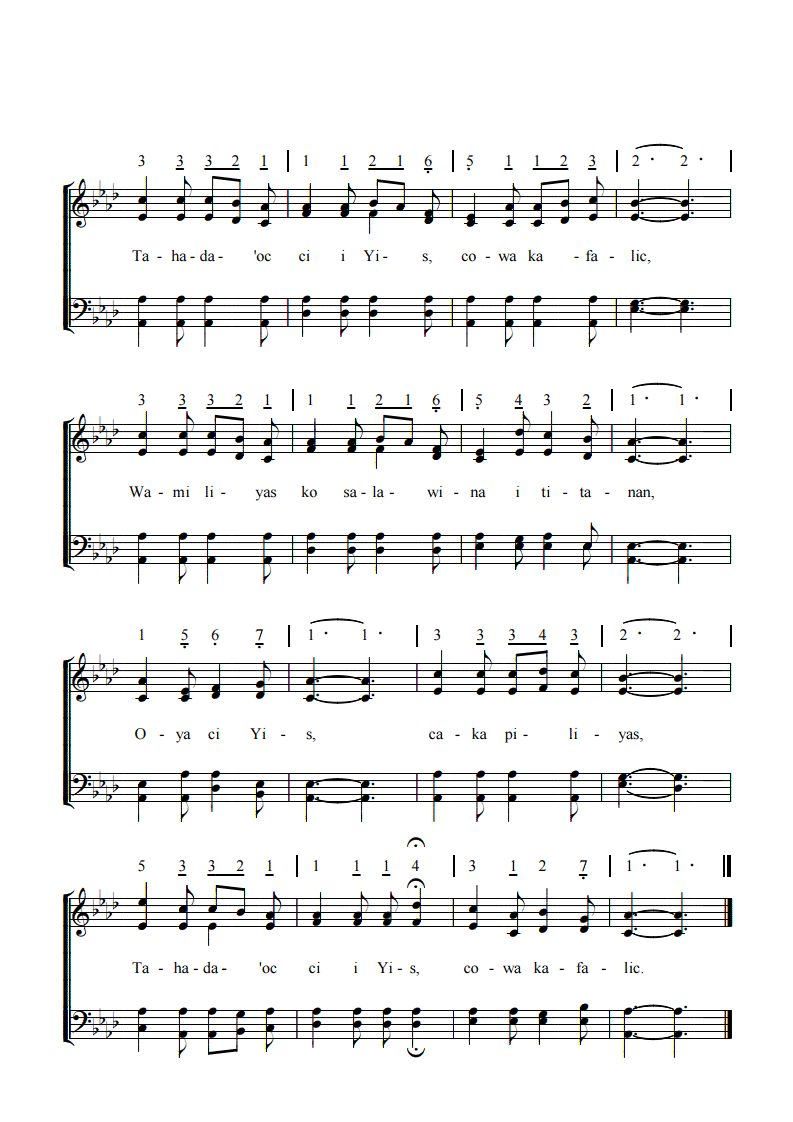 3 3 3 2 1 | 1 1 2 1 6 | 5 1 1 2 3 | 2 · 2 · |
Ta - ha - da - 'oc ci i Yi - s, co - wa ka - fa - lic,
3 3 3 2 1 | 1 1 2 1 6 | 5 4 3 2 | 1 · 1 · |
Wa - mi li - yas ko sa - la - wi - na i ti - ta - nan,
1 5 6 7 | 1 · 1 · | 3 3 3 4 3 | 2 · 2 · |
O - ya ci Yi - s, ca - ka pi - li - yas,
5 3 3 2 1 | 1 1 1 4 | 3 1 2 7 | 1 · 1 · ||
Ta - ha - da - 'oc ci i Yi - s, co - wa ka - fa - lic.